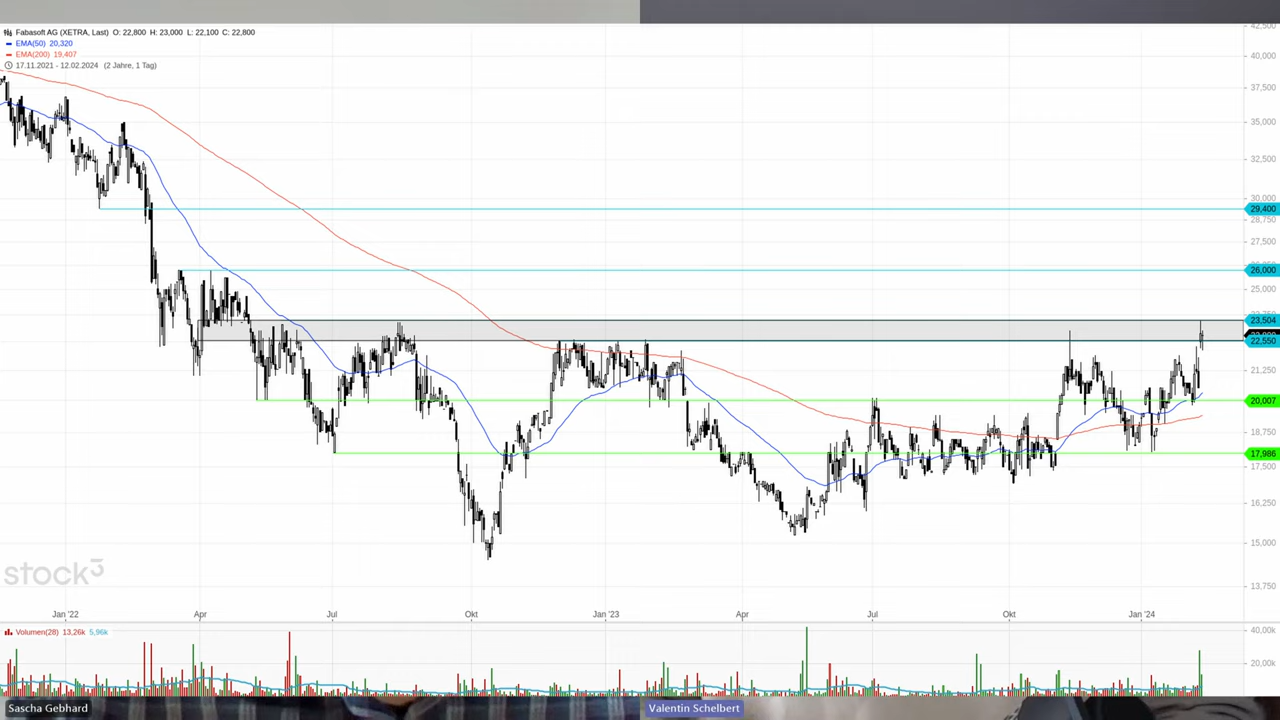 Fabasoft AG (XETRA, Last) O: 22,800 H: 23,000 L: 22,100 C: 22,800
EMA(50) 20,320
EMA(200) 19,407
17.11.2021 - 12.02.2024 (2 Jahre, 1 Tag)
42,500
40,000
37,500
35,000
32,500
30,000
29,400
28,750
27,500
26,000
25,000
23,504
22,550
21,250
20,007
18,750
17,986
17,500
16,250
15,000
13,750
stock3
Jan '22 Apr Jul Okt Jan '23 Apr Jul Okt Jan '24
Volumen(28) 13,26k 5,96k
40,00k
20,00k
Sascha Gebhard
Valentin Schelbert